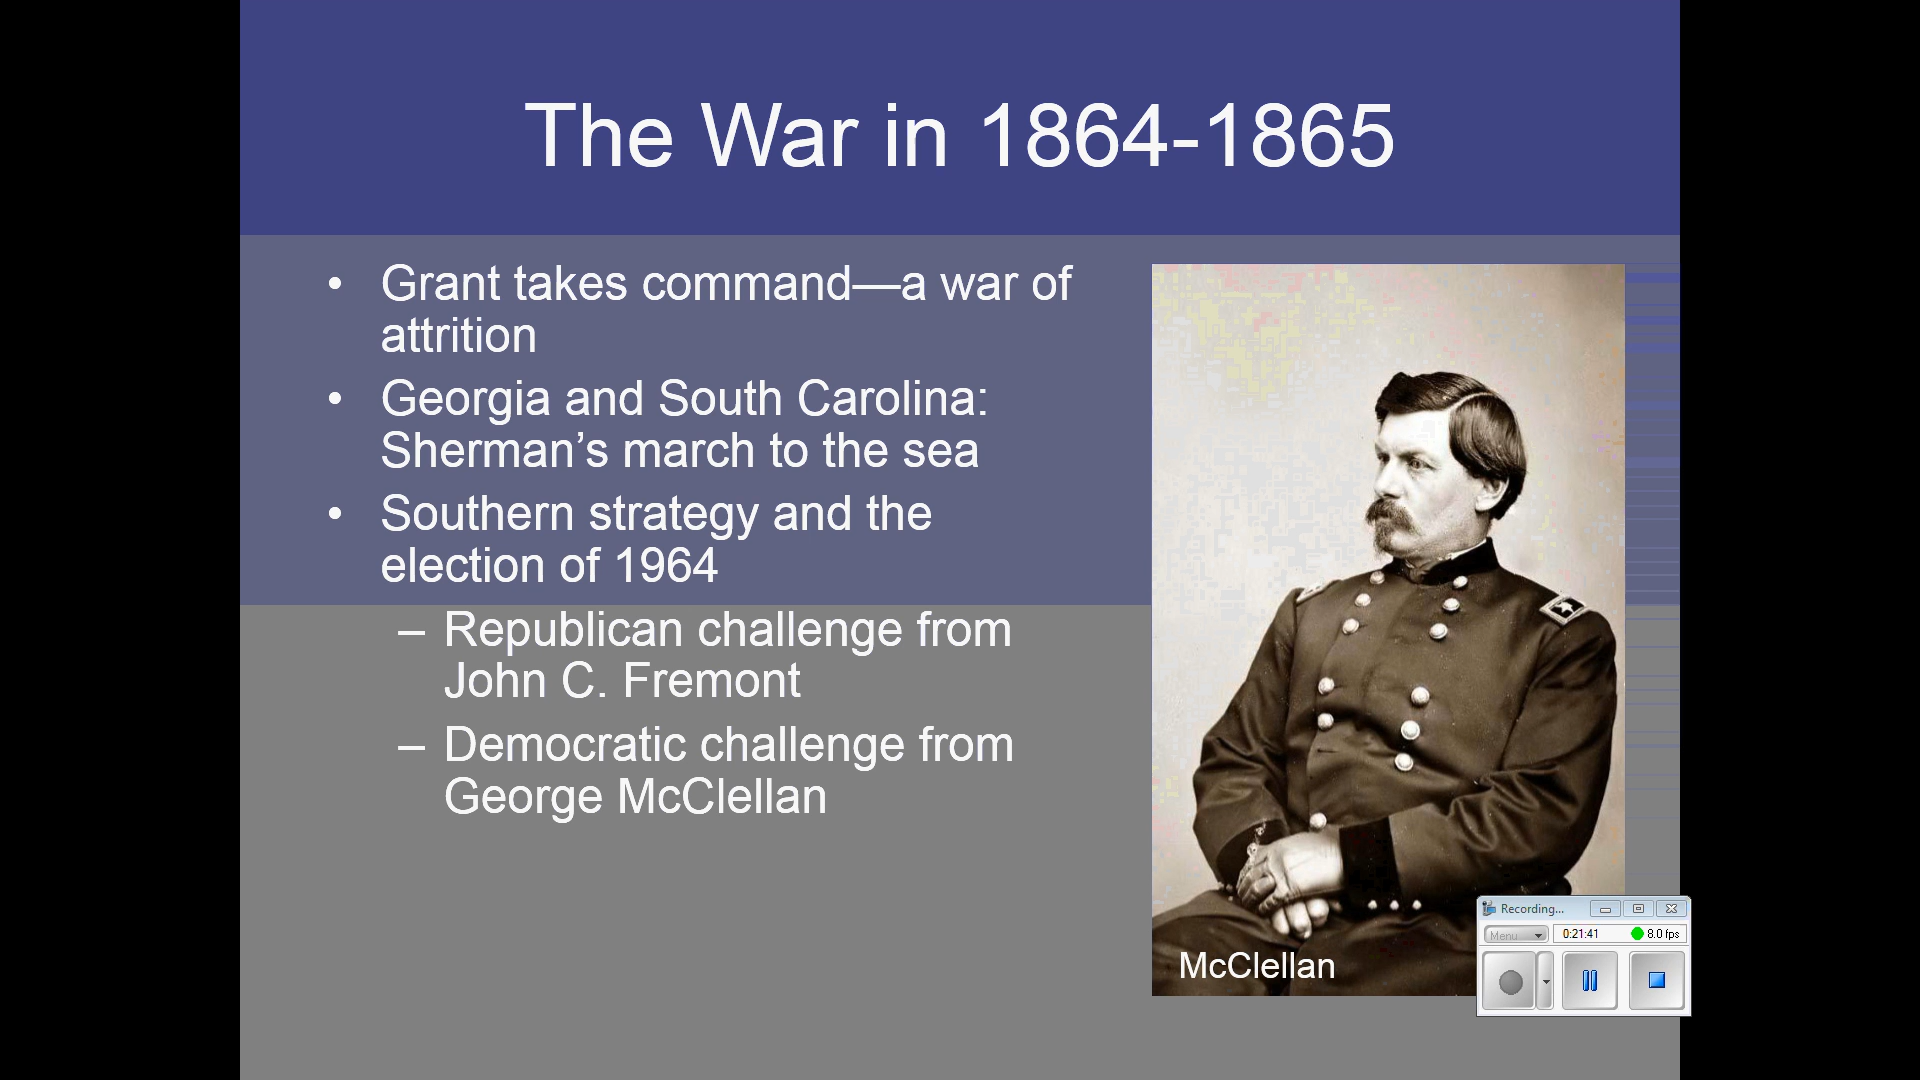 The War in 1864-1865
• Grant takes command—a war of
attrition
• Georgia and South Carolina:
Sherman’s march to the sea
• Southern strategy and the
election of 1964
– Republican challenge from
John C. Fremont
– Democratic challenge from
George McClellan
McClellan
Recording...
Menu
0:21:41
8.0 fps